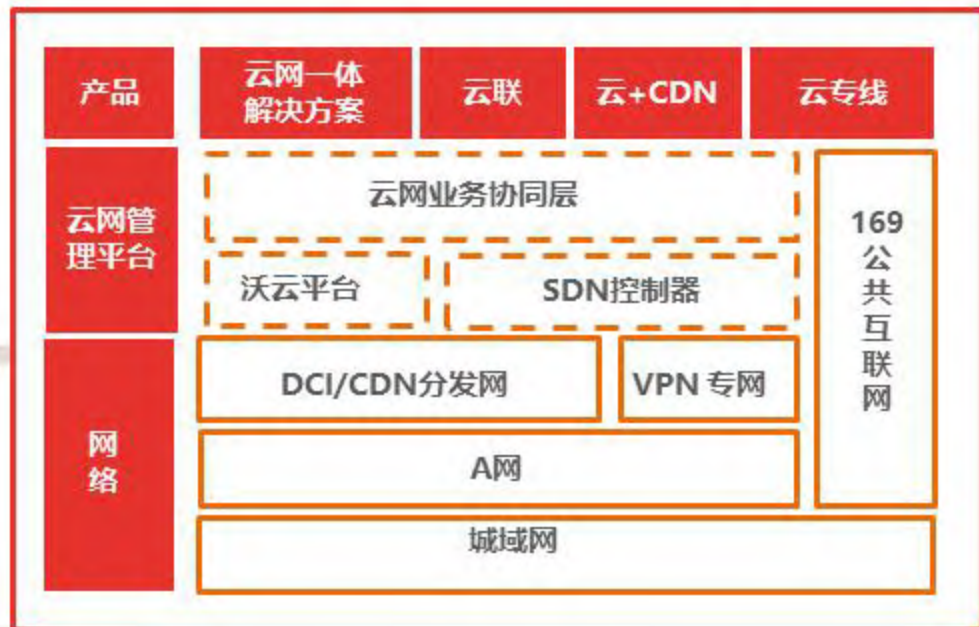 产品
云网一体
解决方案
云联
云+CDN
云专线
云网管
理平台
云网业务协同层
沃云平台
SDN控制器
169
公
共
互
联
网
网
络
DCI/CDN分发网
VPN 专网
A网
城域网